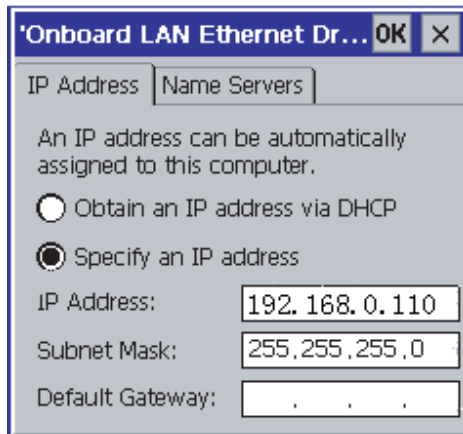 'Onboard LAN Ethernet Dr... OK ×
IP Address Name Servers
An IP address can be automatically
assigned to this computer.
Obtain an IP address via DHCP
Specify an IP address
IP Address: 192.168.0.110
Subnet Mask: 255.255.255.0
Default Gateway: . . .